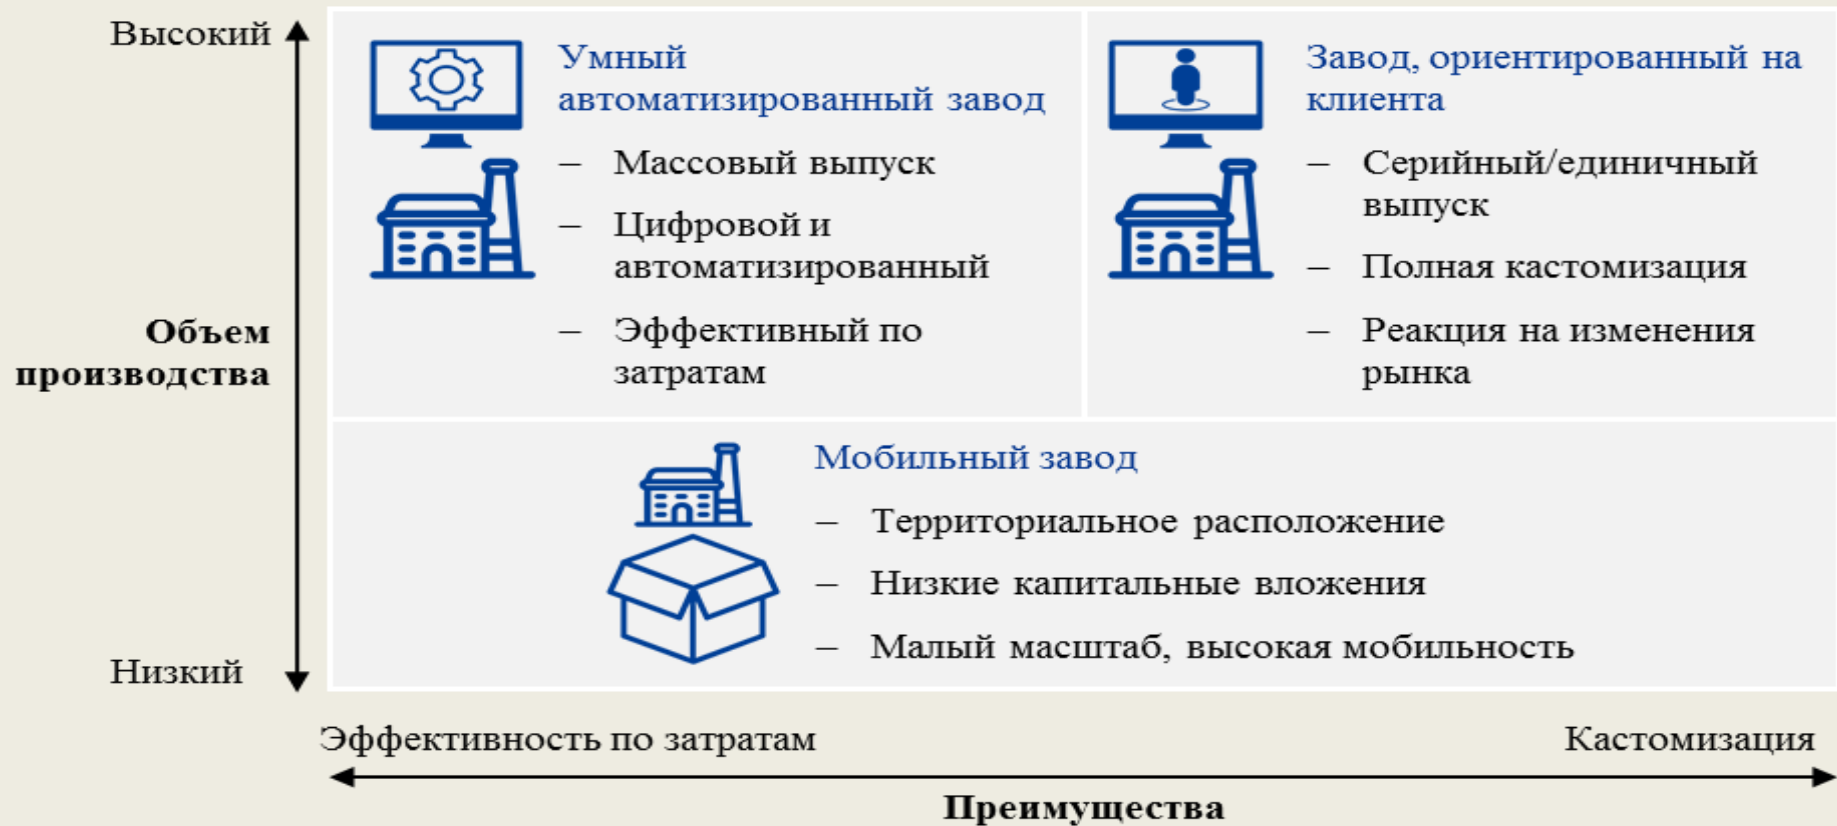 Высокий
Умный
автоматизированный завод
– Массовый выпуск
– Цифровой и
автоматизированный
– Эффективный по
затратам
Завод, ориентированный на
клиента
– Серийный/единичный
выпуск
– Полная кастомизация
– Реакция на изменения
рынка
Объем
производства
Мобильный завод
– Территориальное расположение
– Низкие капитальные вложения
– Малый масштаб, высокая мобильность
Низкий
Эффективность по затратам
Кастомизация
Преимущества